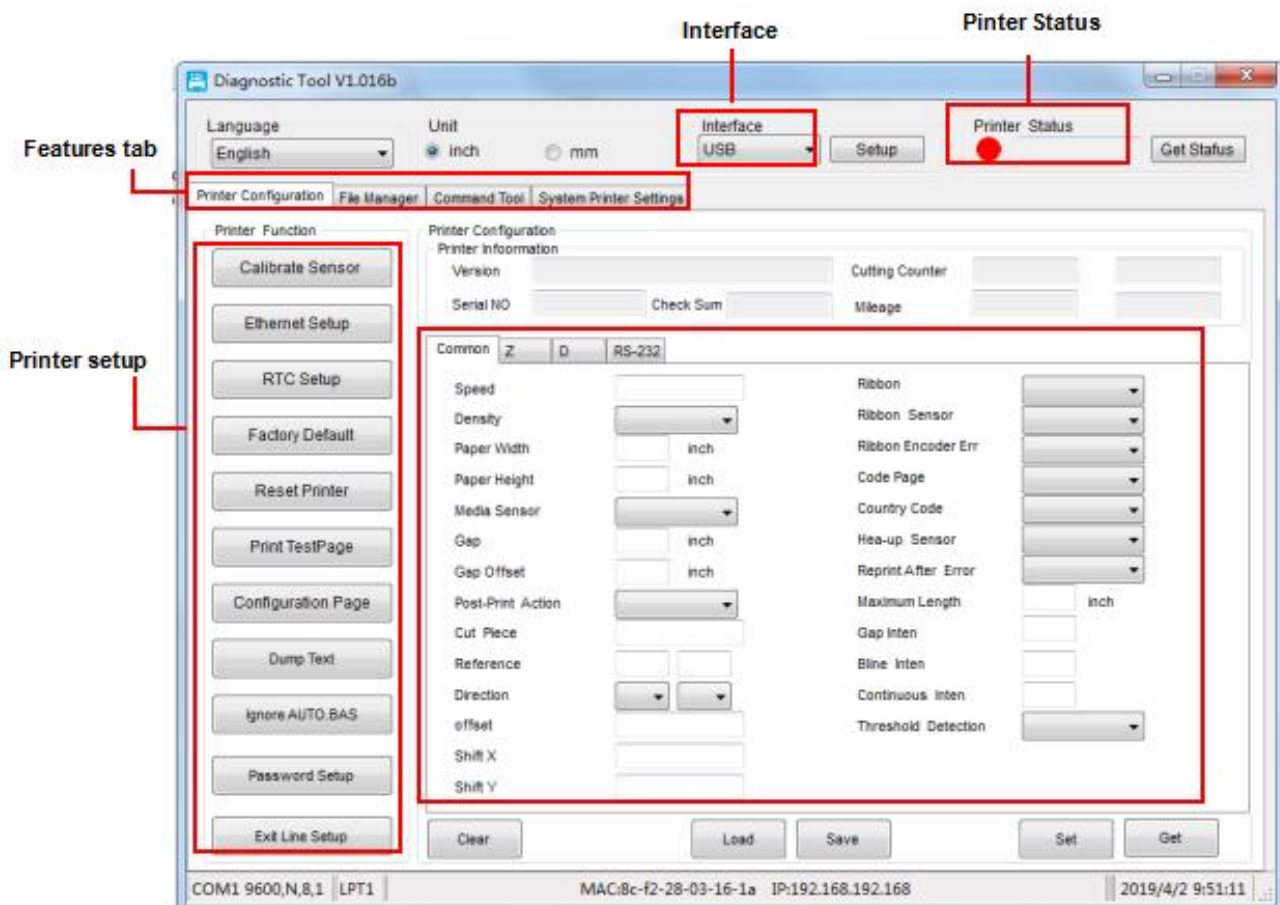 Interface
Pinter Status
Diagnostic Tool V1.016b
Language
Unit
Interface
Printer Status
Features tab
English
inch
mm
USB
Setup
Get Status
Printer Configuration File Manager Command Tool System Printer Settings
Printer Function
Printer Configuration
Printer Infoormation
Calibrate Sensor
Version
Cutting Counter
Serial NO
Check Sum
Mileage
Ethernet Setup
Printer setup
Common Z D RS-232
RTC Setup
Speed
Ribbon
Factory Default
Density
Ribbon Sensor
Paper Width inch
Ribbon Encoder Err
Reset Printer
Paper Height inch
Code Page
Media Sensor
Country Code
Print TestPage
Gap inch
Hea-up Sensor
Gap Offset inch
Reprint After Error
Configuration Page
Post-Print Action
Maximum Length inch
Cut Piece
Gap Inten
Dump Text
Reference
Bline Inten
Direction
Continuous Inten
Ignore AUTO.BAS
offset
Threshold Detection
Shift X
Password Setup
Shift Y
Exit Line Setup
Clear
Load
Save
Set
Get
COM1 9600,N,8,1 LPT1 MAC:8c-f2-28-03-16-1a IP:192.168.192.168 2019/4/2 9:51:11